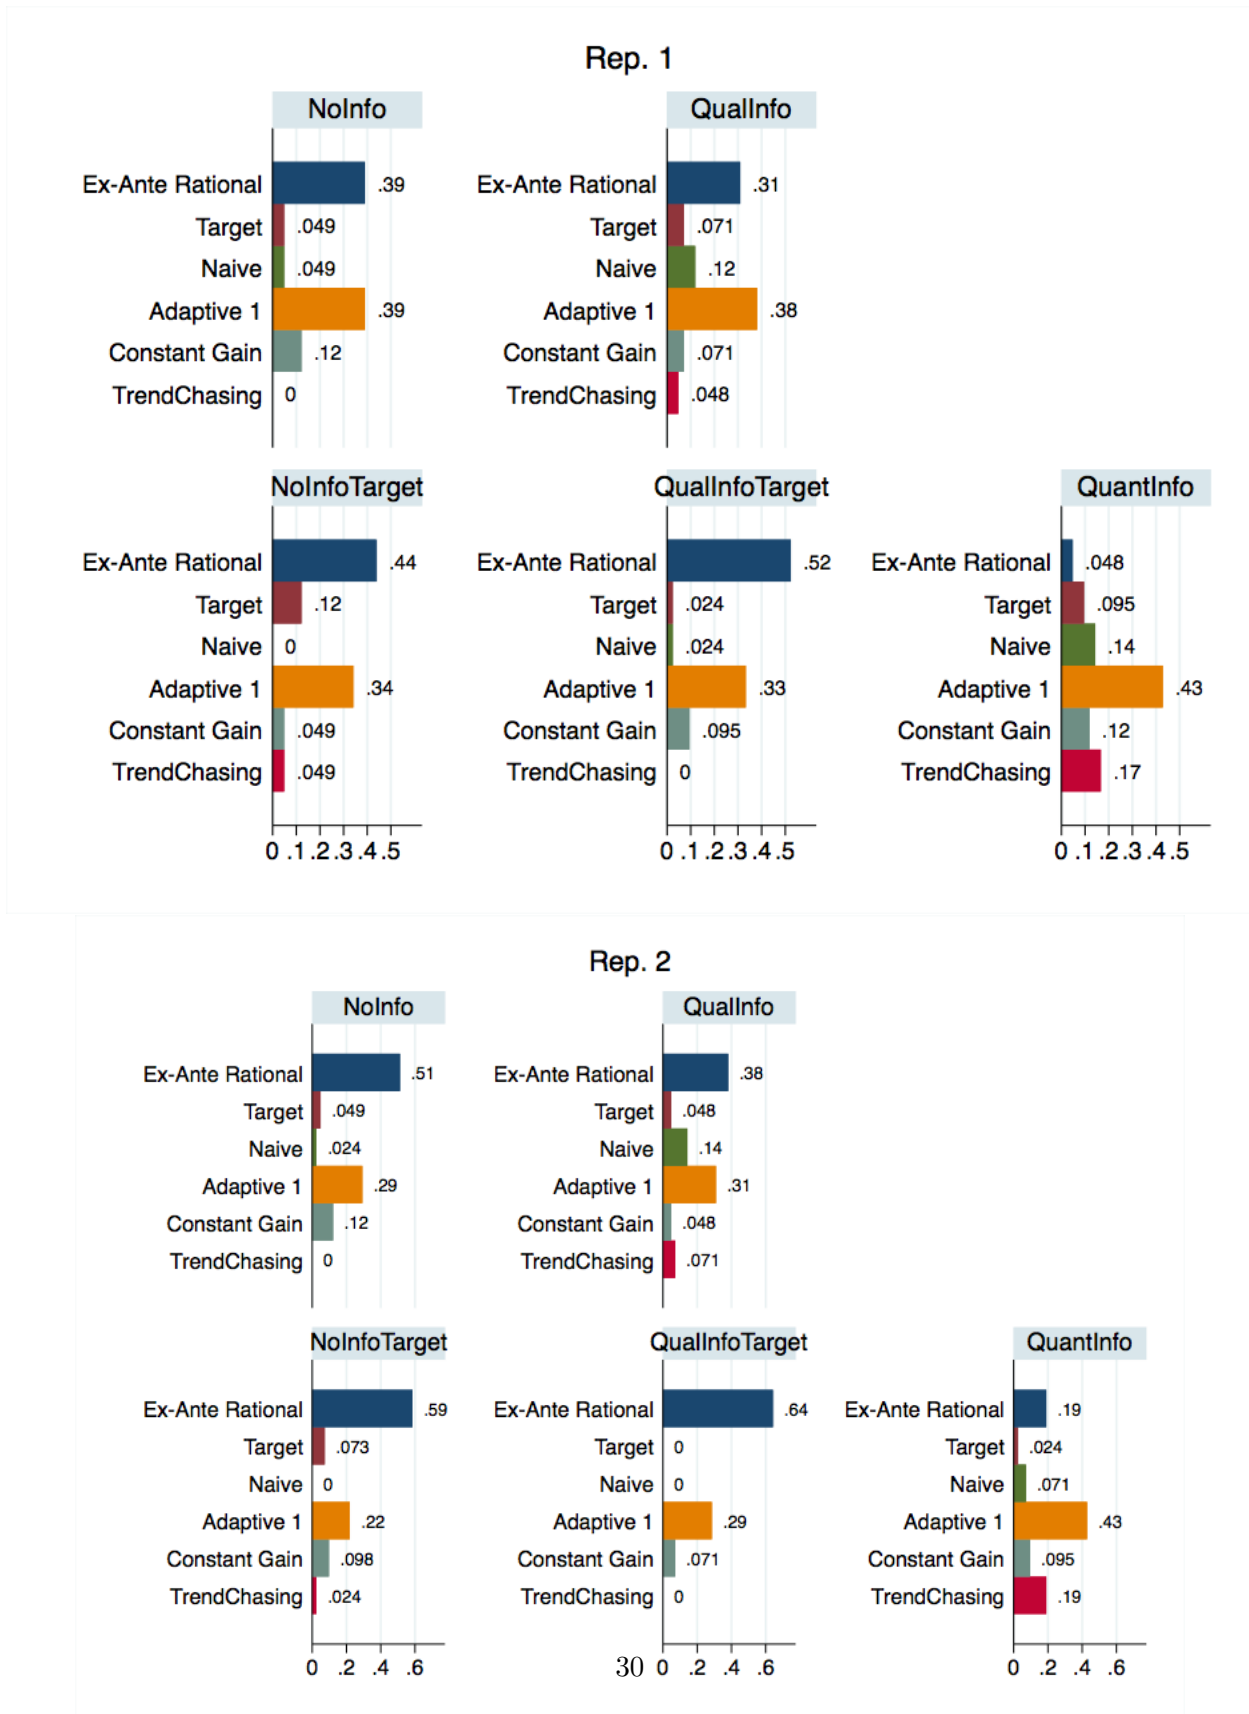 Rep. 1
NoInfo QualInfo
Ex-Ante Rational .39 Ex-Ante Rational .31
Target .049 Target .071
Naive .049 Naive .12
Adaptive 1 .39 Adaptive 1 .38
Constant Gain .12 Constant Gain .071
TrendChasing 0 TrendChasing .048
NoInfoTarget QualInfoTarget QuantInfo
Ex-Ante Rational .44 Ex-Ante Rational .52 Ex-Ante Rational .048
Target .12 Target .024 Target .095
Naive 0 Naive .024 Naive .14
Adaptive 1 .34 Adaptive 1 .33 Adaptive 1 .43
Constant Gain .049 Constant Gain .095 Constant Gain .12
TrendChasing .049 TrendChasing 0 TrendChasing .17
0 .1 .2 .3 .4 .5 0 .1 .2 .3 .4 .5 0 .1 .2 .3 .4 .5
Rep. 2
NoInfo QualInfo
Ex-Ante Rational .51 Ex-Ante Rational .38
Target .049 Target .048
Naive .024 Naive .14
Adaptive 1 .29 Adaptive 1 .31
Constant Gain .12 Constant Gain .048
TrendChasing 0 TrendChasing .071
NoInfoTarget QualInfoTarget QuantInfo
Ex-Ante Rational .59 Ex-Ante Rational .64 Ex-Ante Rational .19
Target .073 Target 0 Target .024
Naive 0 Naive 0 Naive .071
Adaptive 1 .22 Adaptive 1 .29 Adaptive 1 .43
Constant Gain .098 Constant Gain .071 Constant Gain .095
TrendChasing .024 TrendChasing 0 TrendChasing .19
0 .2 .4 .6 30 0 .2 .4 .6 0 .2 .4 .6